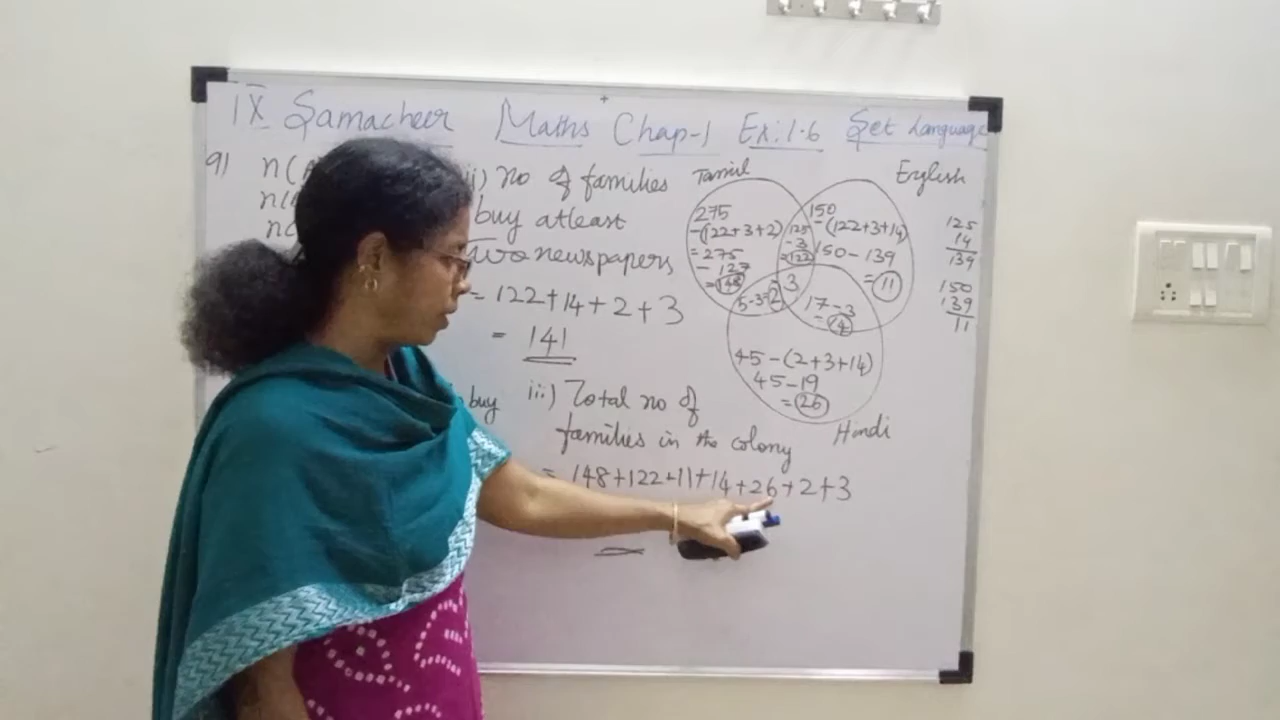 IX Samacheer Maths Chap-1 Ex:1.6 Set Language
9) n(
n(
n(
ii) No of families
buy atleast
two newspapers
= 122+14+2+3
= 141
buy
iii) Total no of
families in the colony
= 148+122+11+14+26+2+3
Tamil
English
275
-(122+3+2)
=275
-127
=148
125
-3
=122
150
-(122+3+14)
150-139
=11
5-3=2
3
17-3
=14
45-(2+3+14)
45-19
=26
Hindi
125
14
139
150
139
11